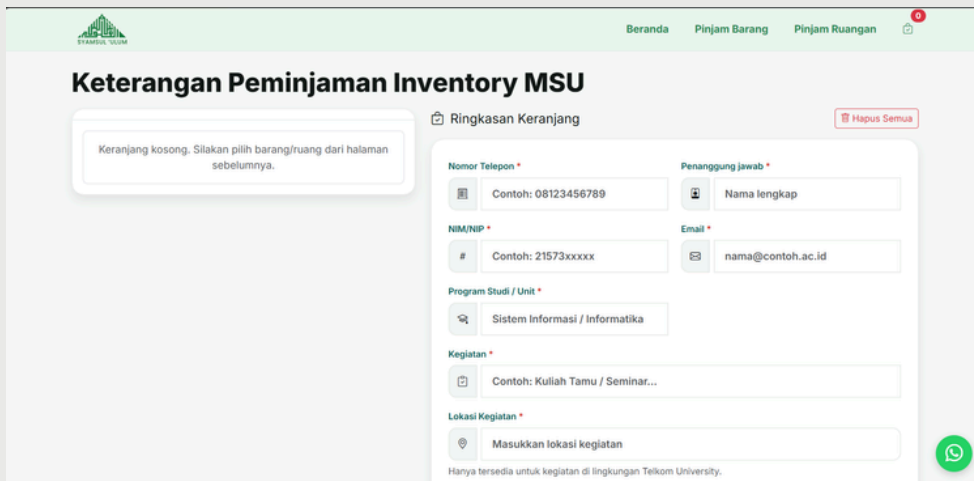 SYAMSUL 'ULUM
Beranda
Pinjam Barang
Pinjam Ruangan
0
Keterangan Peminjaman Inventory MSU
Keranjang kosong. Silakan pilih barang/ruang dari halaman
sebelumnya.
Ringkasan Keranjang
Hapus Semua
Nomor Telepon *
Contoh: 08123456789
Penanggung jawab *
Nama lengkap
NIM/NIP *
# Contoh: 21573xxxxx
Email *
nama@contoh.ac.id
Program Studi / Unit *
Sistem Informasi / Informatika
Kegiatan *
Contoh: Kuliah Tamu / Seminar...
Lokasi Kegiatan *
Masukkan lokasi kegiatan
Hanya tersedia untuk kegiatan di lingkungan Telkom University.